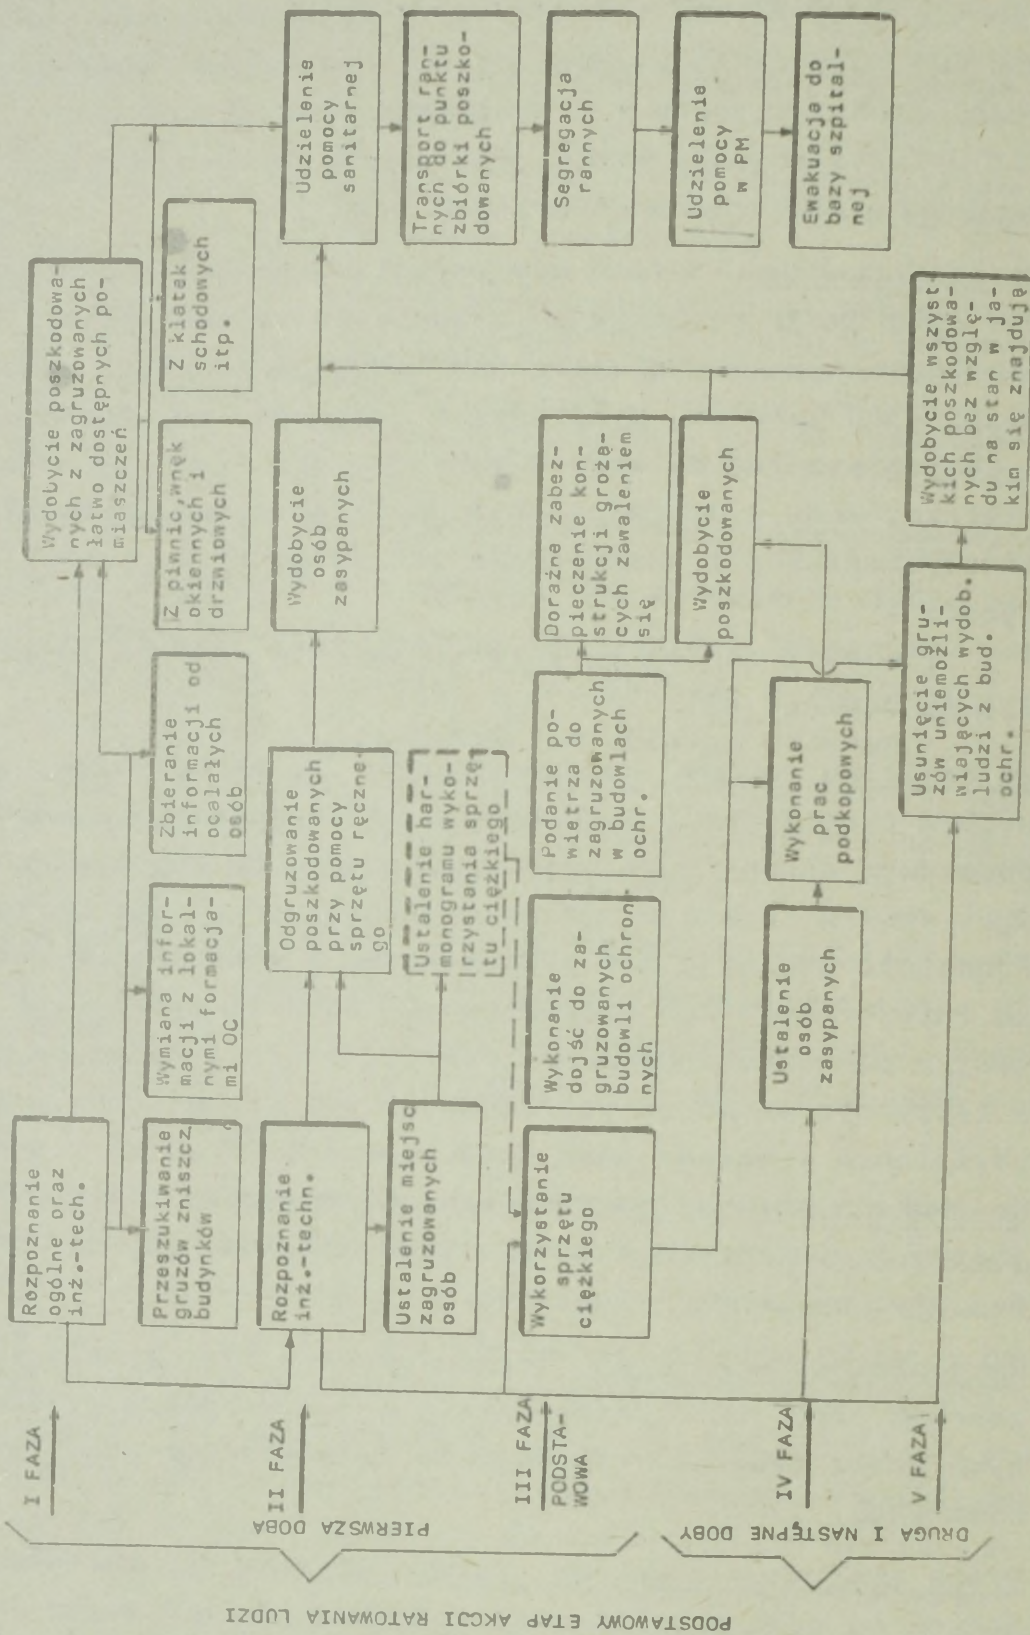 PODSTAWOWY ETAP AKCJI RATOWANIA LUDZI
PIERWSZA DOBA
DRUGA I NASTĘPNE DOBY
I FAZA
Rozpoznanie
ogólne oraz
inż.-tech.
Przeszukiwanie
gruzów zniszcz.
budynków
Wymiana infor-
macji z lokal-
nymi formacja-
mi OC
Zbieranie
informacji od
ocalałych
osób
Wydobycie poszkodowa-
nych z zagruzowanych
łatwo dostępnych po-
miaszczeń
Z piwnic,wnęk
okiennych i
drzwiowych
Z klatek
schodowych
itp.
II FAZA
Rozpoznanie
inż.-techn.
Ustalenie miejsc
zagruzowanych
osób
Odgruzowanie
poszkodowanych
przy pomocy
sprzętu ręczne-
go
Ustalenie har-
monogramu wyko-
rzystania sprzę-
tu ciężkiego
Wydobycie
osób
zasypanych
Udzielenie
pomocy
sanitarnej
Transport ran-
nych do punktu
zbiórki poszko-
dowanych
Segregacja
rannych
Udzielenie
pomocy
w PM
Ewakuacja do
bazy szpital-
nej
III FAZA
PODSTA-
WOWA
Wykorzystanie
sprzętu
ciężkiego
Wykonanie
dojść do za-
gruzowanych
budowli ochron-
nych
Podanie po-
wietrza do
zagruzowanych
w budowlach
ochr.
Doraźne zabez-
pieczenie kon-
strukcji grożą-
cych zawaleniem
się
Wydobycie
poszkodowanych
IV FAZA
Ustalenie
osób
zasypanych
Wykonanie
prac
podkopowych
V FAZA
Usunięcie gru-
zów uniemożli-
wiających wydob.
ludzi z bud.
ochr.
Wydobycie wszyst-
kich poszkodowa-
nych bez wzglę-
du na stan w ja-
kim się znajdują